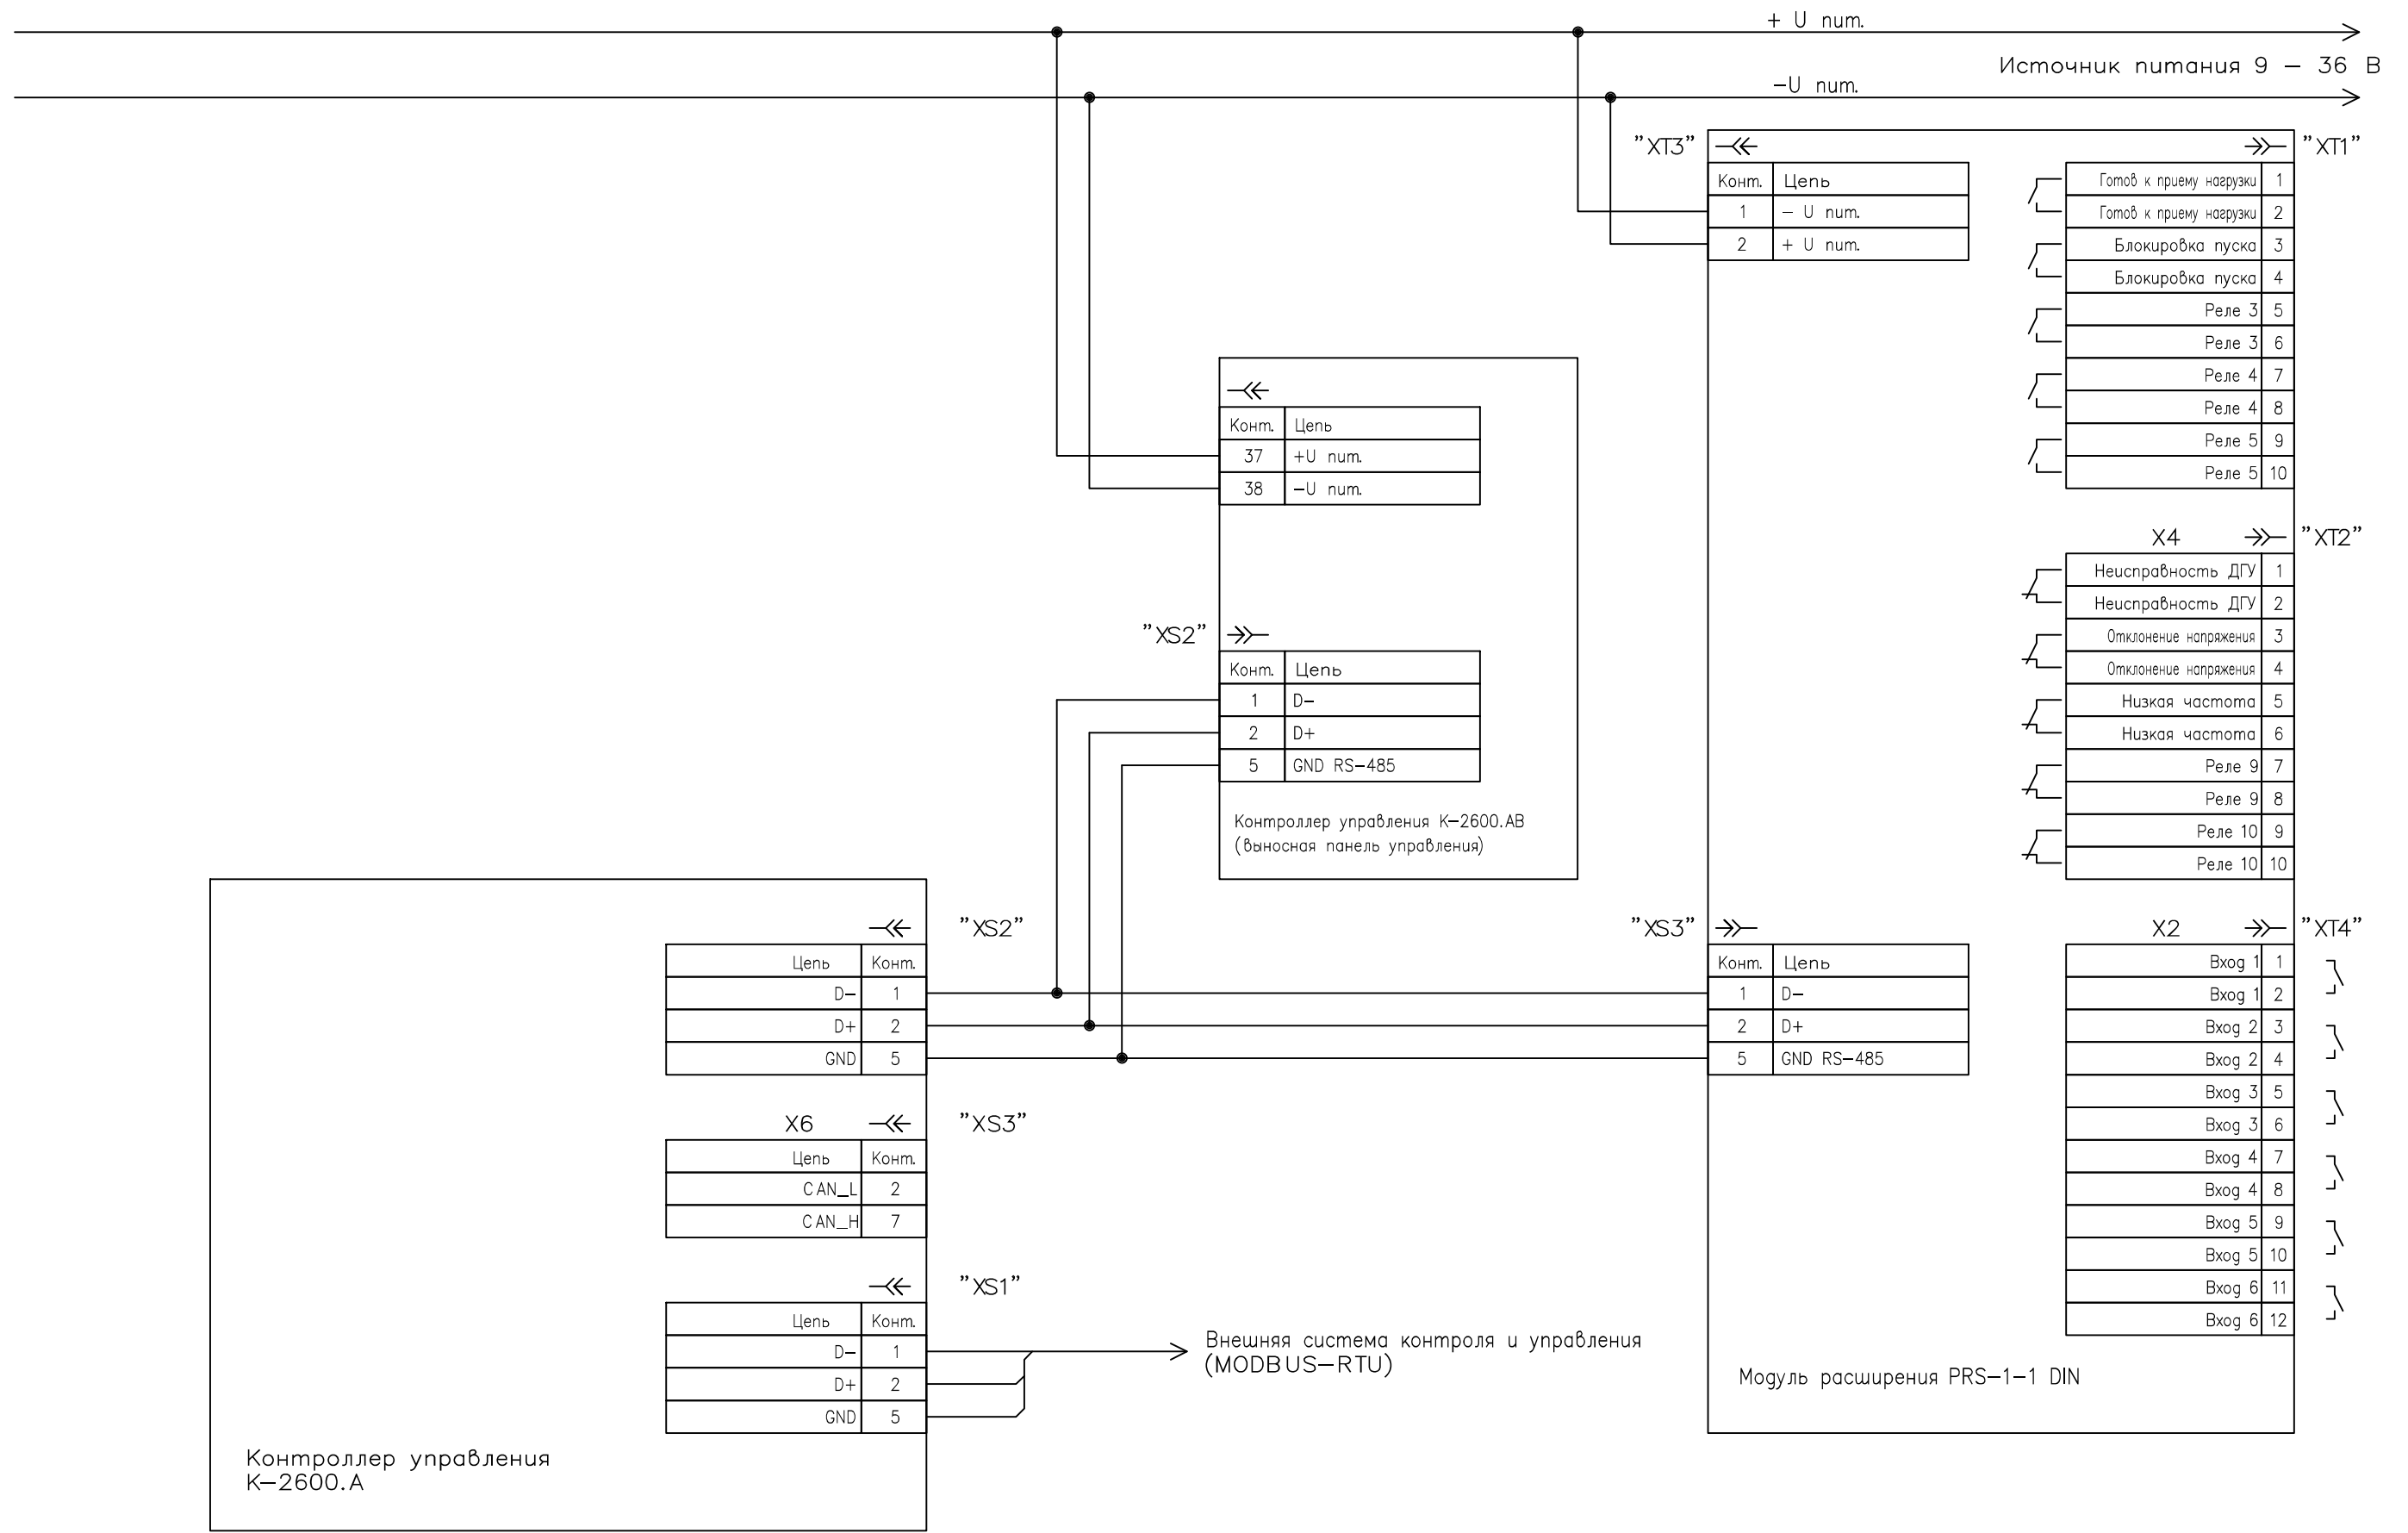 + U пит.
Источник питания 9 – 36 В
–U пит.
"XT3"
Конт. Цепь
1 – U пит.
2 + U пит.
"XT1"
Готов к приему нагрузки 1
Готов к приему нагрузки 2
Блокировка пуска 3
Блокировка пуска 4
Реле 3 5
Реле 3 6
Реле 4 7
Реле 4 8
Реле 5 9
Реле 5 10
Конт. Цепь
37 +U пит.
38 –U пит.
X4 "XT2"
Неисправность ДГУ 1
Неисправность ДГУ 2
Отклонение напряжения 3
Отклонение напряжения 4
Низкая частота 5
Низкая частота 6
Реле 9 7
Реле 9 8
Реле 10 9
Реле 10 10
"XS2"
Конт. Цепь
1 D–
2 D+
5 GND RS–485
Контроллер управления К–2600.АВ
(выносная панель управления)
"XS2"
Цепь Конт.
D– 1
D+ 2
GND 5
"XS3"
Конт. Цепь
1 D–
2 D+
5 GND RS–485
X2 "XT4"
Вход 1 1
Вход 1 2
Вход 2 3
Вход 2 4
Вход 3 5
Вход 3 6
Вход 4 7
Вход 4 8
Вход 5 9
Вход 5 10
Вход 6 11
Вход 6 12
X6 "XS3"
Цепь Конт.
CAN_L 2
CAN_H 7
"XS1"
Цепь Конт.
D– 1
D+ 2
GND 5
Внешняя система контроля и управления
(MODBUS–RTU)
Модуль расширения PRS–1–1 DIN
Контроллер управления
К–2600.А